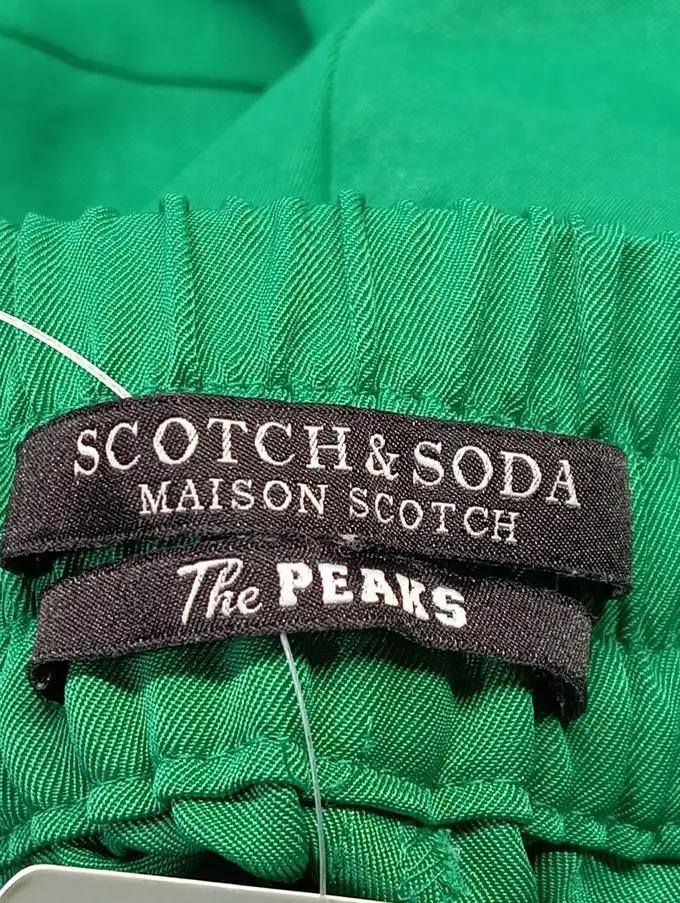 SCOTCH & SODA
MAISON SCOTCH
The PEAKS